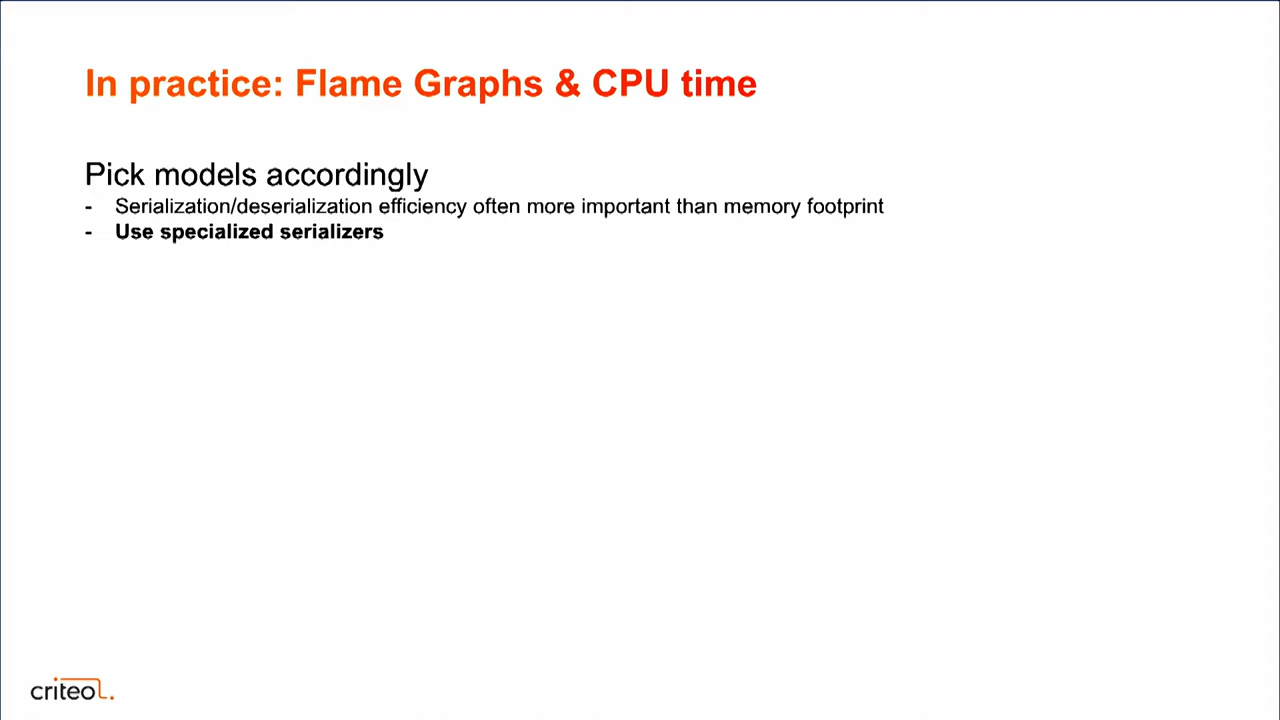 In practice: Flame Graphs & CPU time
Pick models accordingly
- Serialization/deserialization efficiency often more important than memory footprint
- Use specialized serializers
criteo